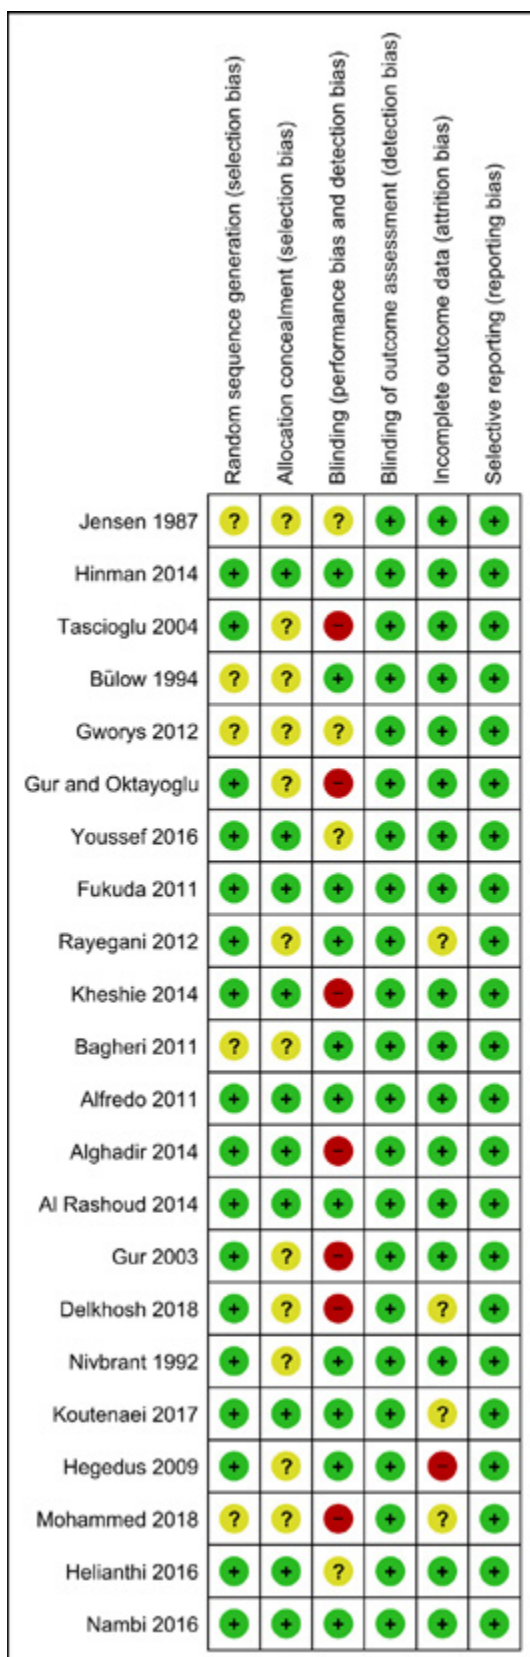 Random sequence generation (selection bias)
Allocation concealment (selection bias)
Blinding (performance bias and detection bias)
Blinding of outcome assessment (detection bias)
Incomplete outcome data (attrition bias)
Selective reporting (reporting bias)
Jensen 1987 ? ? ? + + +
Hinman 2014 + + + + + +
Tascioglu 2004 + ? − + + +
Bülow 1994 ? ? + + + +
Gworys 2012 ? ? ? + + +
Gur and Oktayoglu + ? − + + +
Youssef 2016 + + ? + + +
Fukuda 2011 + + + + + +
Rayegani 2012 + ? + + ? +
Kheshie 2014 + + − + + +
Bagheri 2011 ? ? + + + +
Alfredo 2011 + + + + + +
Alghadir 2014 + + − + + +
Al Rashoud 2014 + + + + + +
Gur 2003 + ? − + + +
Delkhosh 2018 + ? − + ? +
Nivbrant 1992 + ? + + + +
Koutenaei 2017 + + + + ? +
Hegedus 2009 + ? + + − +
Mohammed 2018 ? ? − + ? +
Helianthi 2016 + + ? + + +
Nambi 2016 + + + + + +